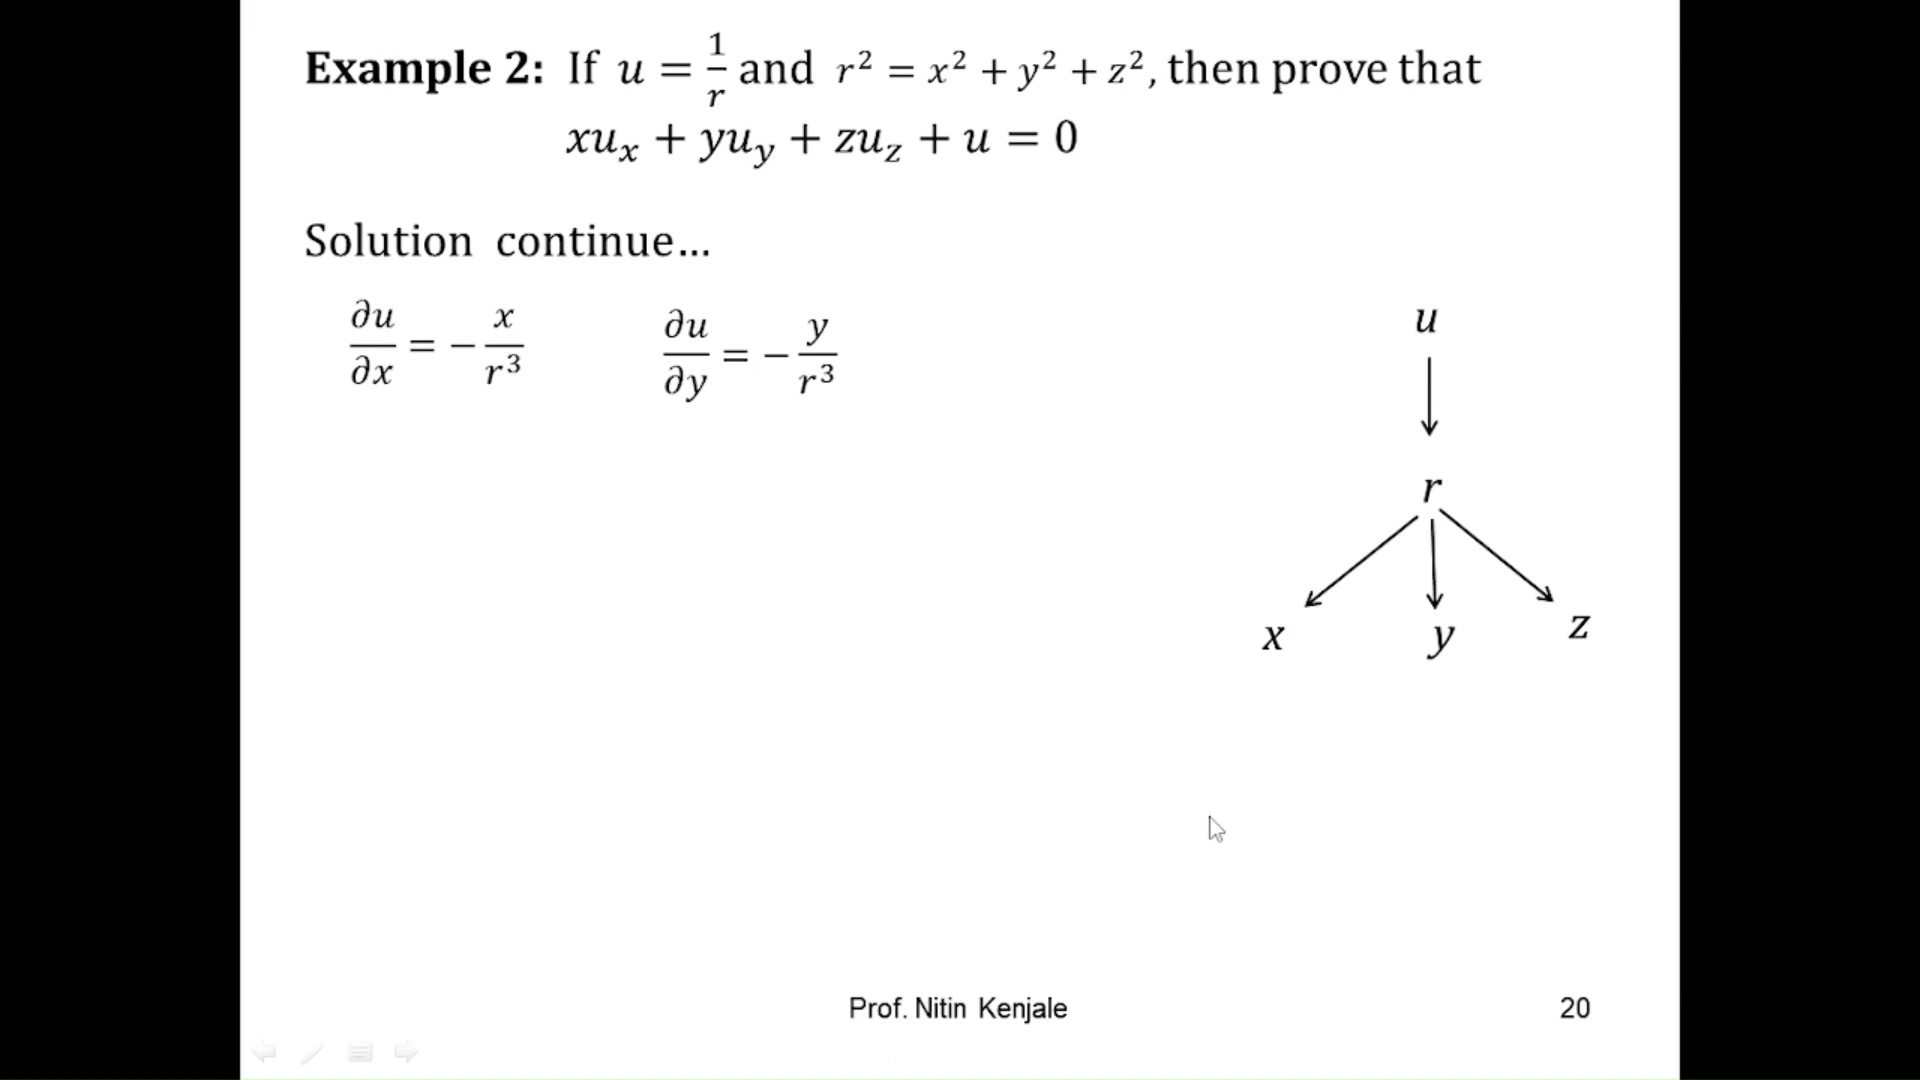 Example 2: If u = 1/r and r² = x² + y² + z², then prove that
xuₓ + yu_y + zu_z + u = 0
Solution continue...
∂u/∂x = − x/r³ ∂u/∂y = − y/r³
u
r
x y z
Prof. Nitin Kenjale 20